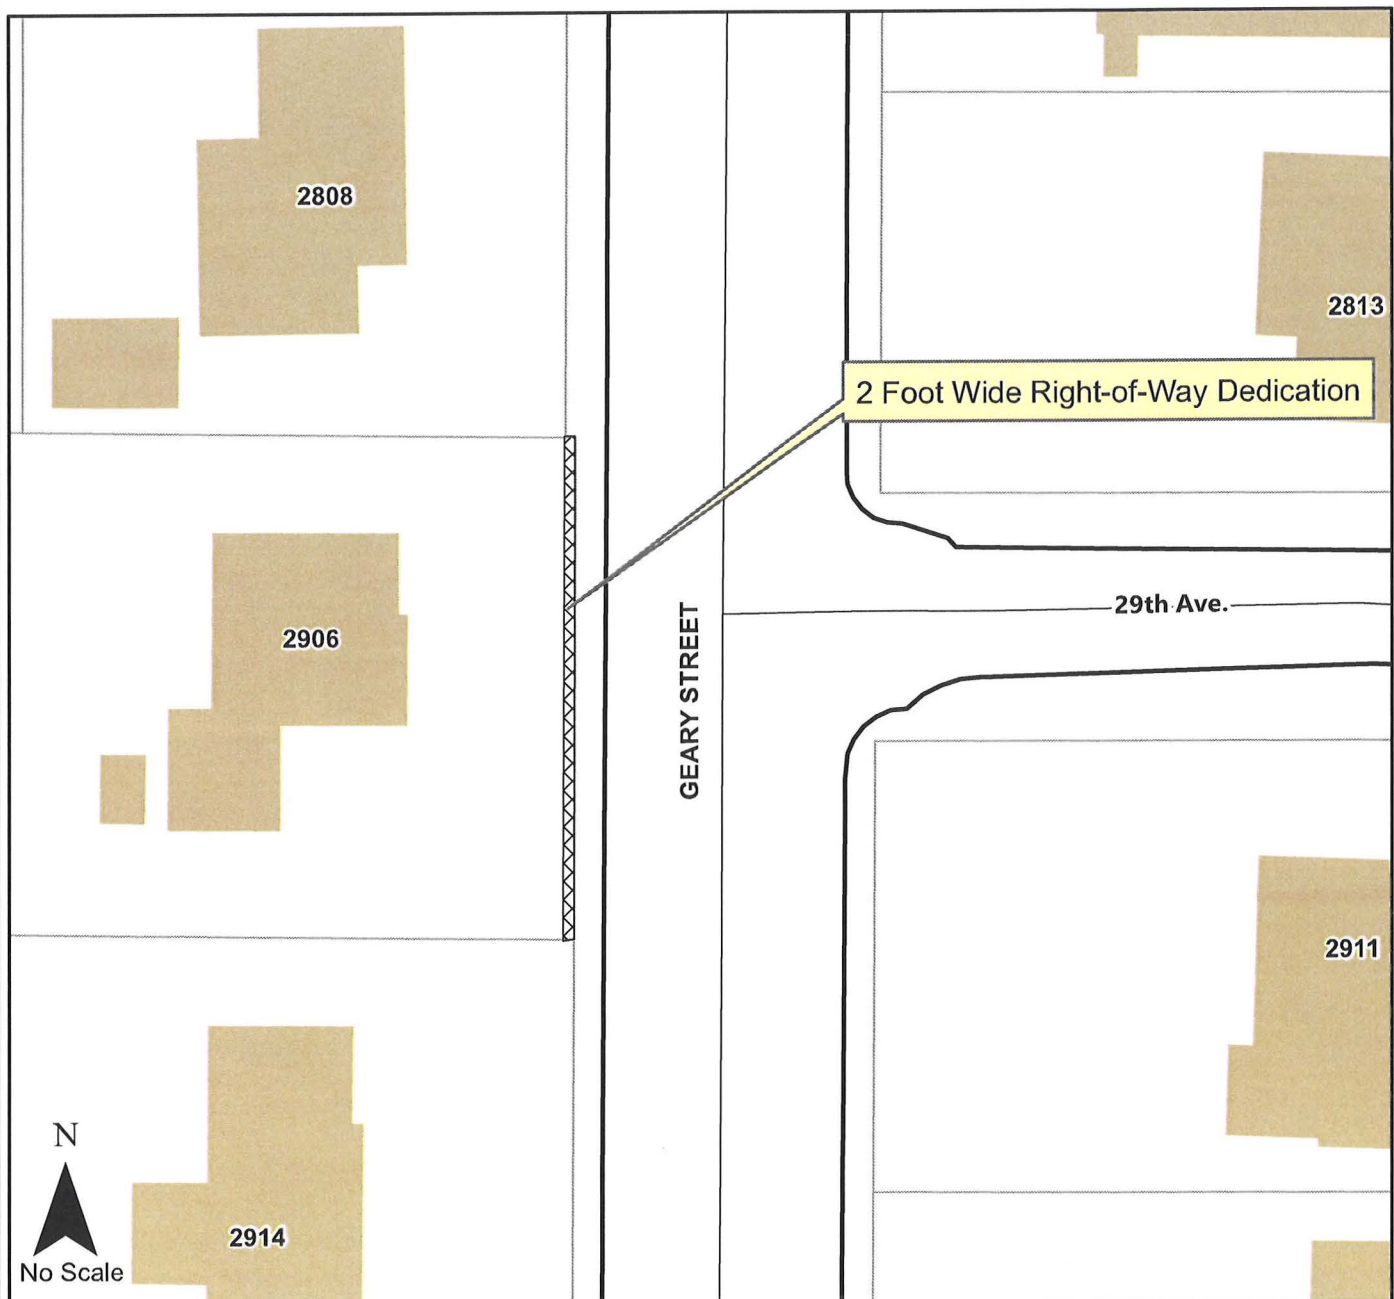 2808
2813
2 Foot Wide Right-of-Way Dedication
29th Ave.
2906
GEARY STREET
2911
N
2914
No Scale